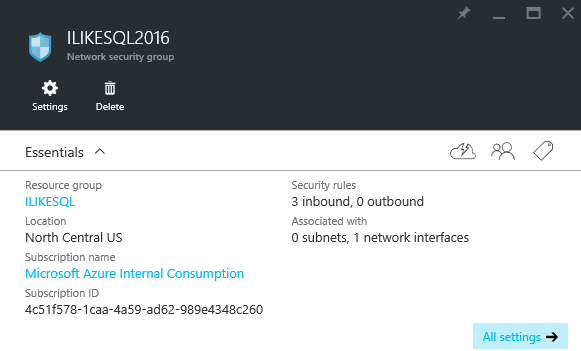 ILIKESQL2016
Network security group
Settings
Delete
Essentials
Resource group
ILIKESQL
Location
North Central US
Subscription name
Microsoft Azure Internal Consumption
Subscription ID
4c51f578-1caa-4a59-ad62-989e4348c260
Security rules
3 inbound, 0 outbound
Associated with
0 subnets, 1 network interfaces
All settings